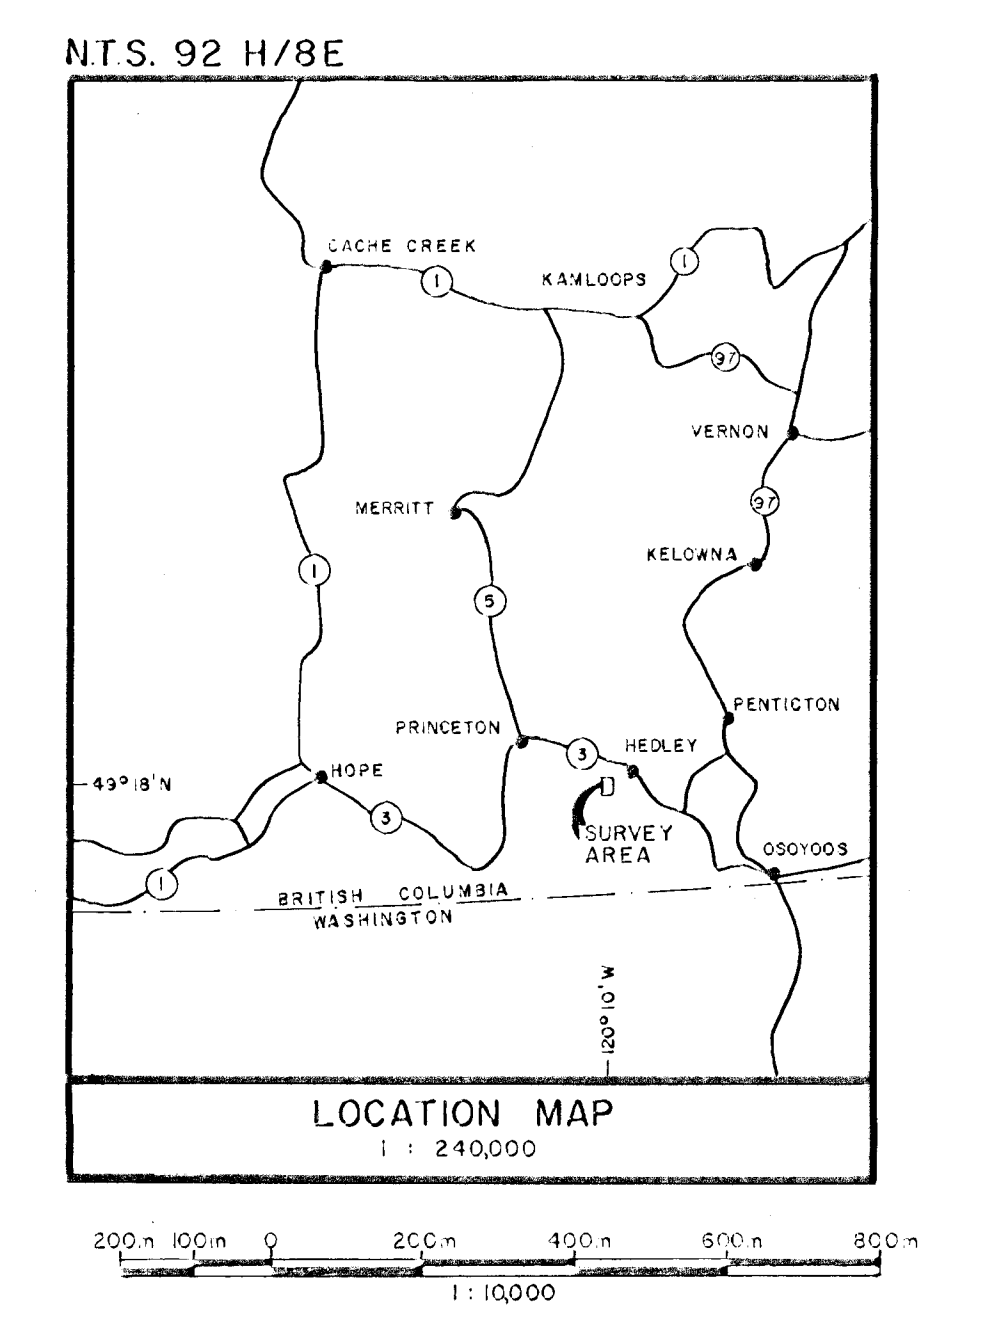 N.T.S. 92 H/8E
CACHE CREEK
1
KAMLOOPS
1
97
VERNON
97
MERRITT
KELOWNA
1
5
PENTICTON
PRINCETON
3
HEDLEY
HOPE
49°18'N
3
SURVEY
AREA
OSOYOOS
1
BRITISH COLUMBIA
WASHINGTON
120°10'W
LOCATION MAP
1 : 240,000
200m 100m 0 200m 400m 600m 800m
1 : 10,000